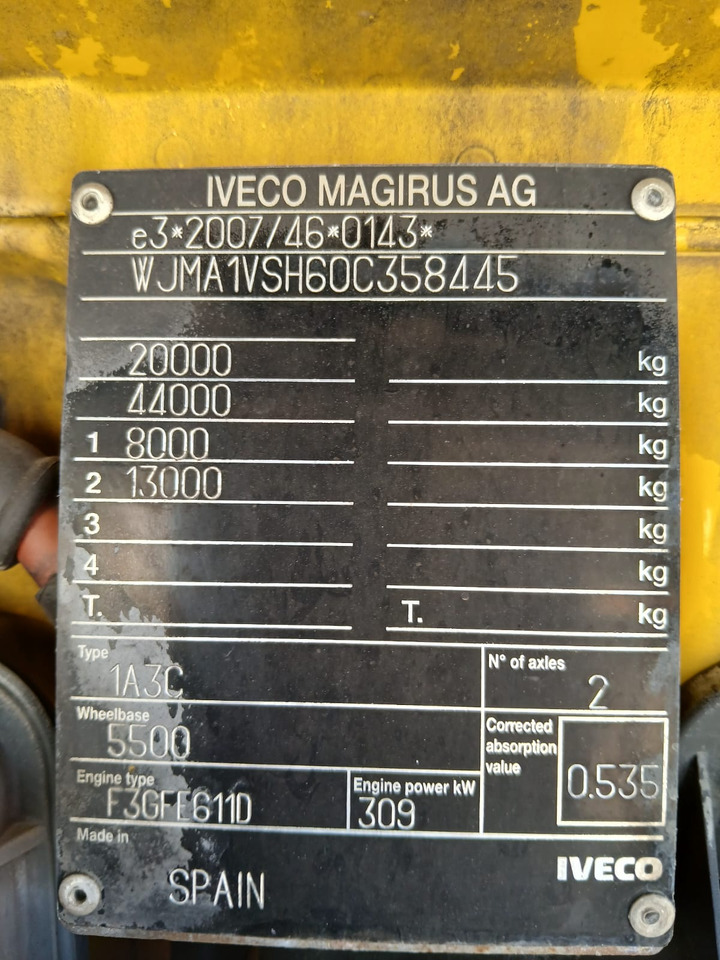 IVECO MAGIRUS AG
e3*2007/46*0143*
WJMA1VSH60C358445
20000 kg
44000 kg
1 8000 kg
2 13000 kg
3 kg
4 kg
T. T. kg
Type
1A3C
N° of axles
2
Wheelbase
5500
Corrected
absorption
value
0.535
Engine type
F3GFE611D
Engine power kW
309
Made in
SPAIN
IVECO